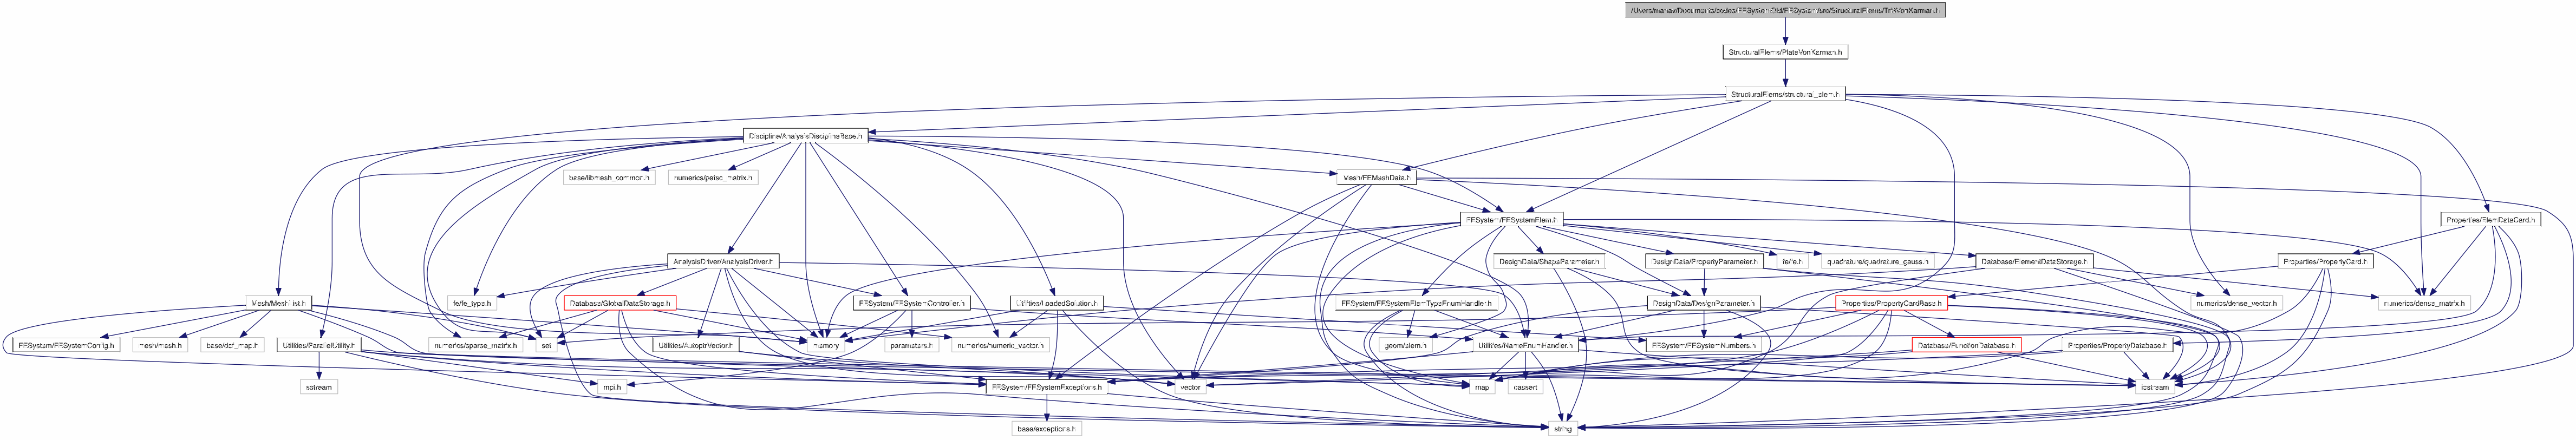 /Users/manav/Documents/codes/FESystemOld/FESystem/src/StructuralElems/Tri3VonKarman.h
StructuralElems/PlateVonKarman.h
StructuralElems/structural_elem.h
Discipline/AnalysisDisciplineBase.h
base/libmesh_common.h
numerics/petsc_matrix.h
Mesh/FEMeshData.h
FESystem/FESystemElem.h
Properties/ElemDataCard.h
AnalysisDriver/AnalysisDriver.h
DesignData/ShapeParameter.h
DesignData/PropertyParameter.h
fe/fe.h
quadrature/quadrature_gauss.h
Database/ElementDataStorage.h
Properties/PropertyCard.h
Mesh/MeshList.h
fe/fe_type.h
Database/GlobalDataStorage.h
FESystem/FESystemController.h
Utilities/LoadedSolution.h
FESystem/FESystemElemTypeEnumHandler.h
DesignData/DesignParameter.h
Properties/PropertyCardBase.h
numerics/dense_vector.h
numerics/dense_matrix.h
FESystem/FESystemConfig.h
mesh/mesh.h
base/dof_map.h
Utilities/ParallelUtility.h
numerics/sparse_matrix.h
set
Utilities/AutoptrVector.h
memory
parameters.h
numerics/numeric_vector.h
geom/elem.h
Utilities/NameEnumHandler.h
FESystem/FESystemNumbers.h
Database/FunctionDatabase.h
Properties/PropertyDatabase.h
sstream
mpi.h
FESystem/FESystemExceptions.h
vector
map
cassert
iostream
base/exceptions.h
string